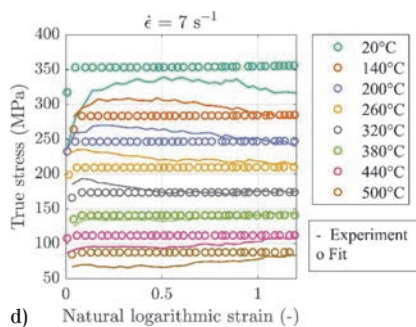 ε̇ = 7 s⁻¹
True stress (MPa)
400
350
300
250
200
150
100
50
0
0.5
1
Natural logarithmic strain (-)
20°C
140°C
200°C
260°C
320°C
380°C
440°C
500°C
- Experiment
o Fit
d)